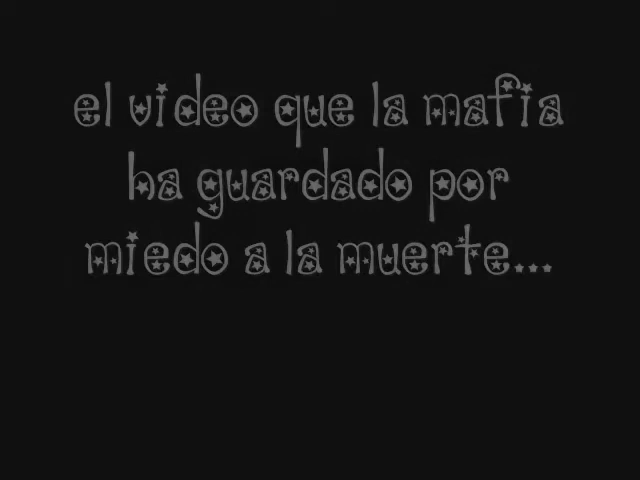 el video que la mafia
ha guardado por
miedo a la muerte...